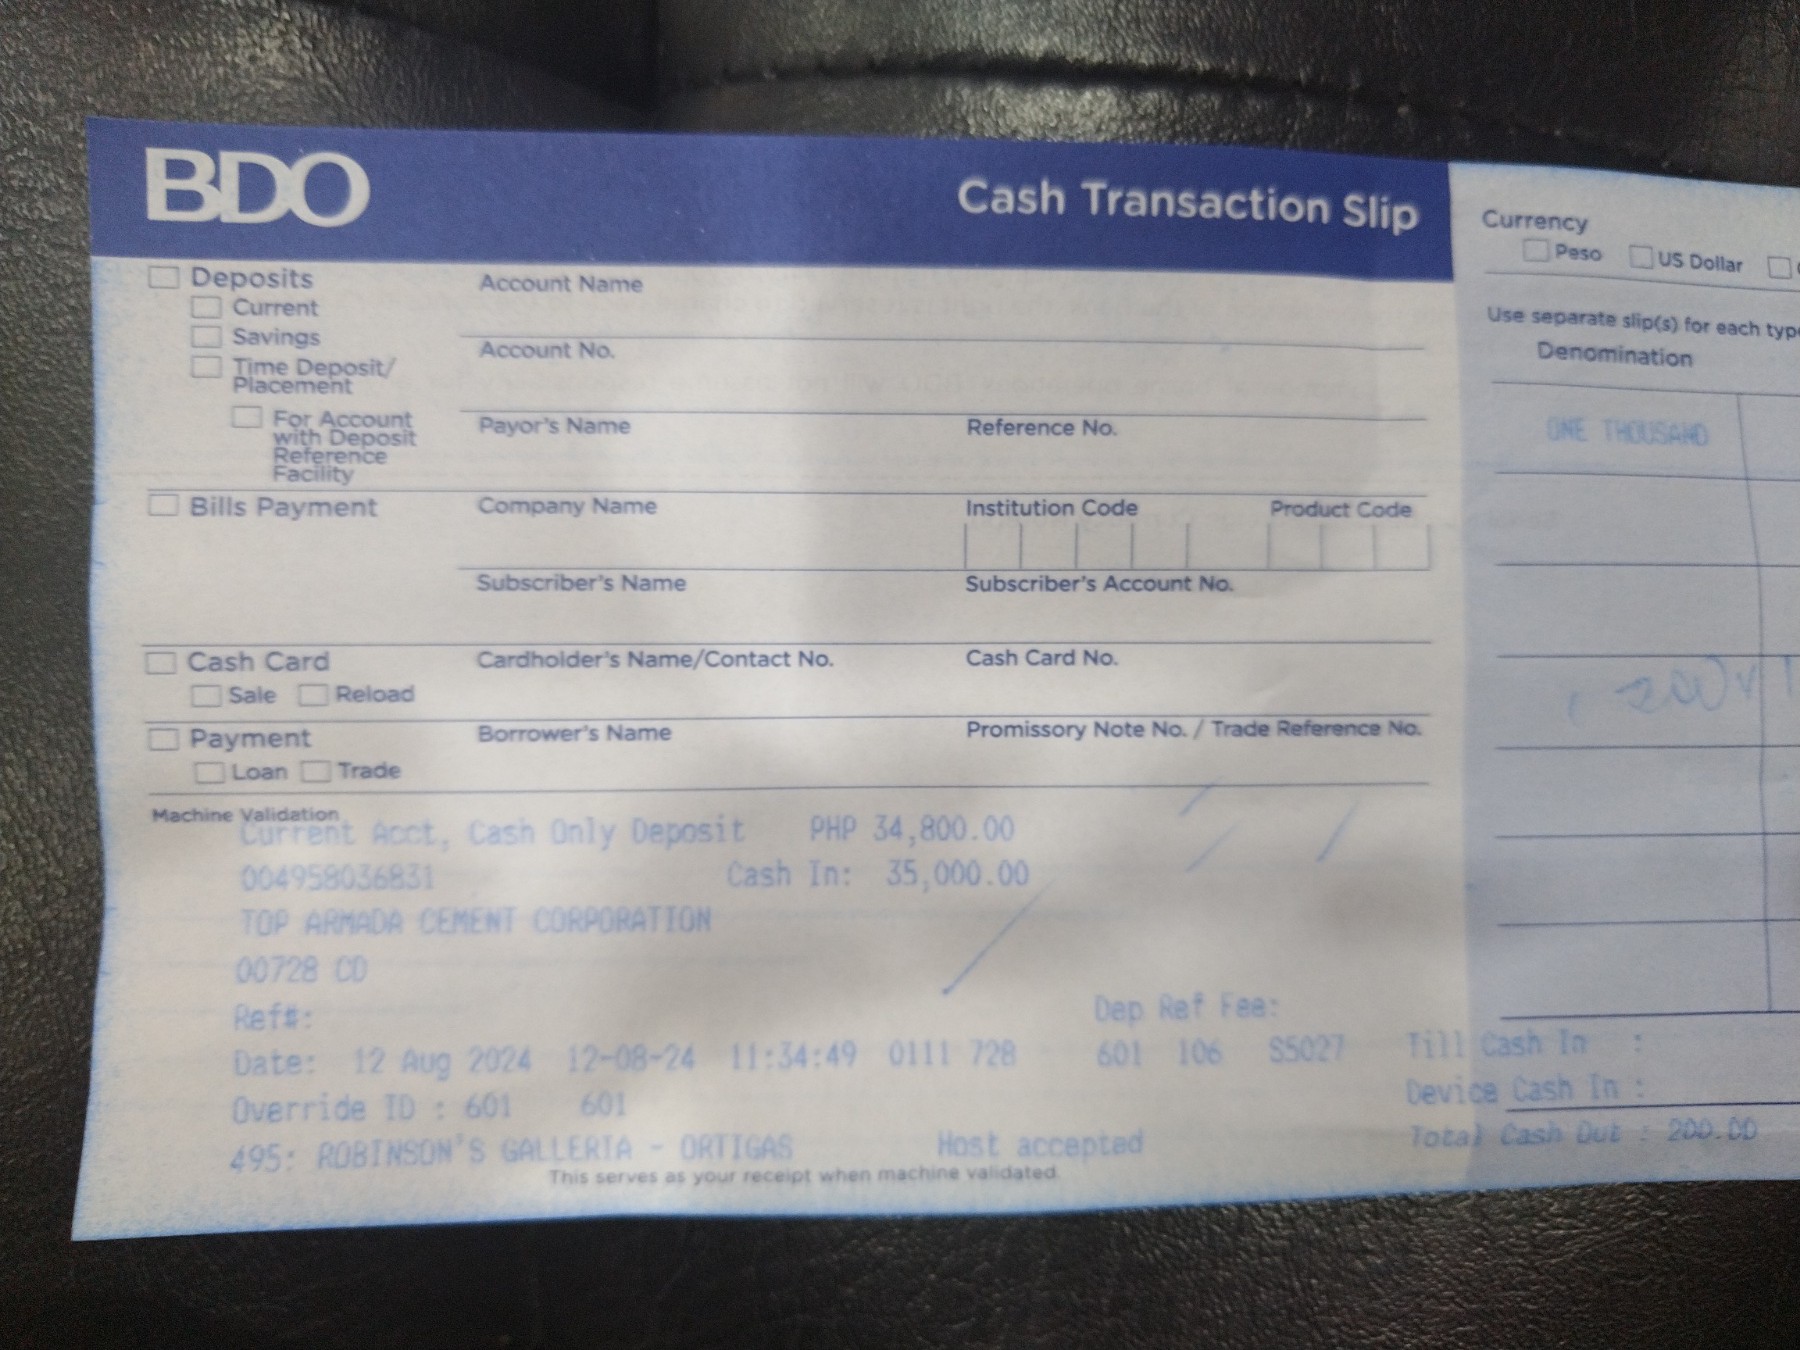 BDO
Cash Transaction Slip
Deposits
Current
Savings
Time Deposit/
Placement
For Account
with Deposit
Reference
Facility
Account Name
Account No.
Payor's Name
Reference No.
Bills Payment
Company Name
Institution Code
Product Code
Subscriber's Name
Subscriber's Account No.
Cash Card
Sale
Reload
Cardholder's Name/Contact No.
Cash Card No.
Payment
Loan
Trade
Borrower's Name
Promissory Note No. / Trade Reference No.
Machine Validation
Current Acct, Cash Only Deposit PHP 34,800.00
004958036831 Cash In: 35,000.00
TOP ARMADA CEMENT CORPORATION
00728 CD
Ref#: Dep Ref Fee:
Date: 12 Aug 2024 12-08-24 11:34:49 0111 728 601 106 S5027
Override ID : 601 601
495: ROBINSON'S GALLERIA - ORTIGAS Host accepted
This serves as your receipt when machine validated.
Currency
Peso
US Dollar
Use separate slip(s) for each
Denomination
ONE THOUSAND
Till Cash In :
Device Cash In :
Total Cash Out : 200.00